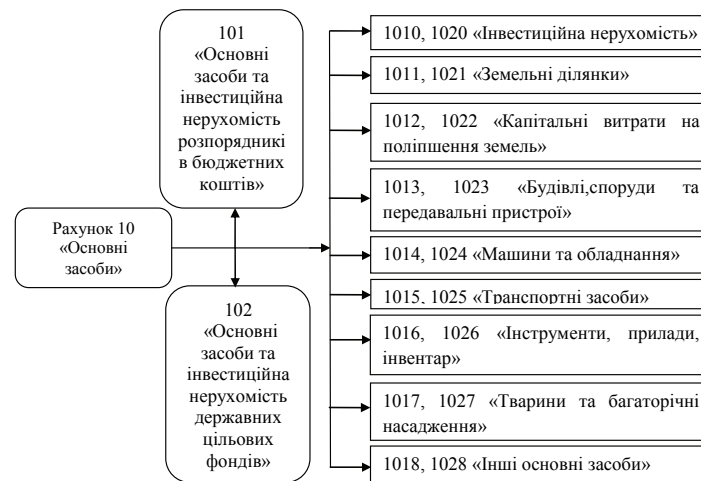 101
«Основні
засоби та
інвестиційна
нерухомість
розпорядникі
в бюджетних
коштів»
Рахунок 10
«Основні
засоби»
102
«Основні
засоби та
інвестиційна
нерухомість
державних
цільових
фондів»
1010, 1020 «Інвестиційна нерухомість»
1011, 1021 «Земельні ділянки»
1012, 1022 «Капітальні витрати на
поліпшення земель»
1013, 1023 «Будівлі,споруди та
передавальні пристрої»
1014, 1024 «Машини та обладнання»
1015, 1025 «Транспортні засоби»
1016, 1026 «Інструменти, прилади,
інвентар»
1017, 1027 «Тварини та багаторічні
насадження»
1018, 1028 «Інші основні засоби»